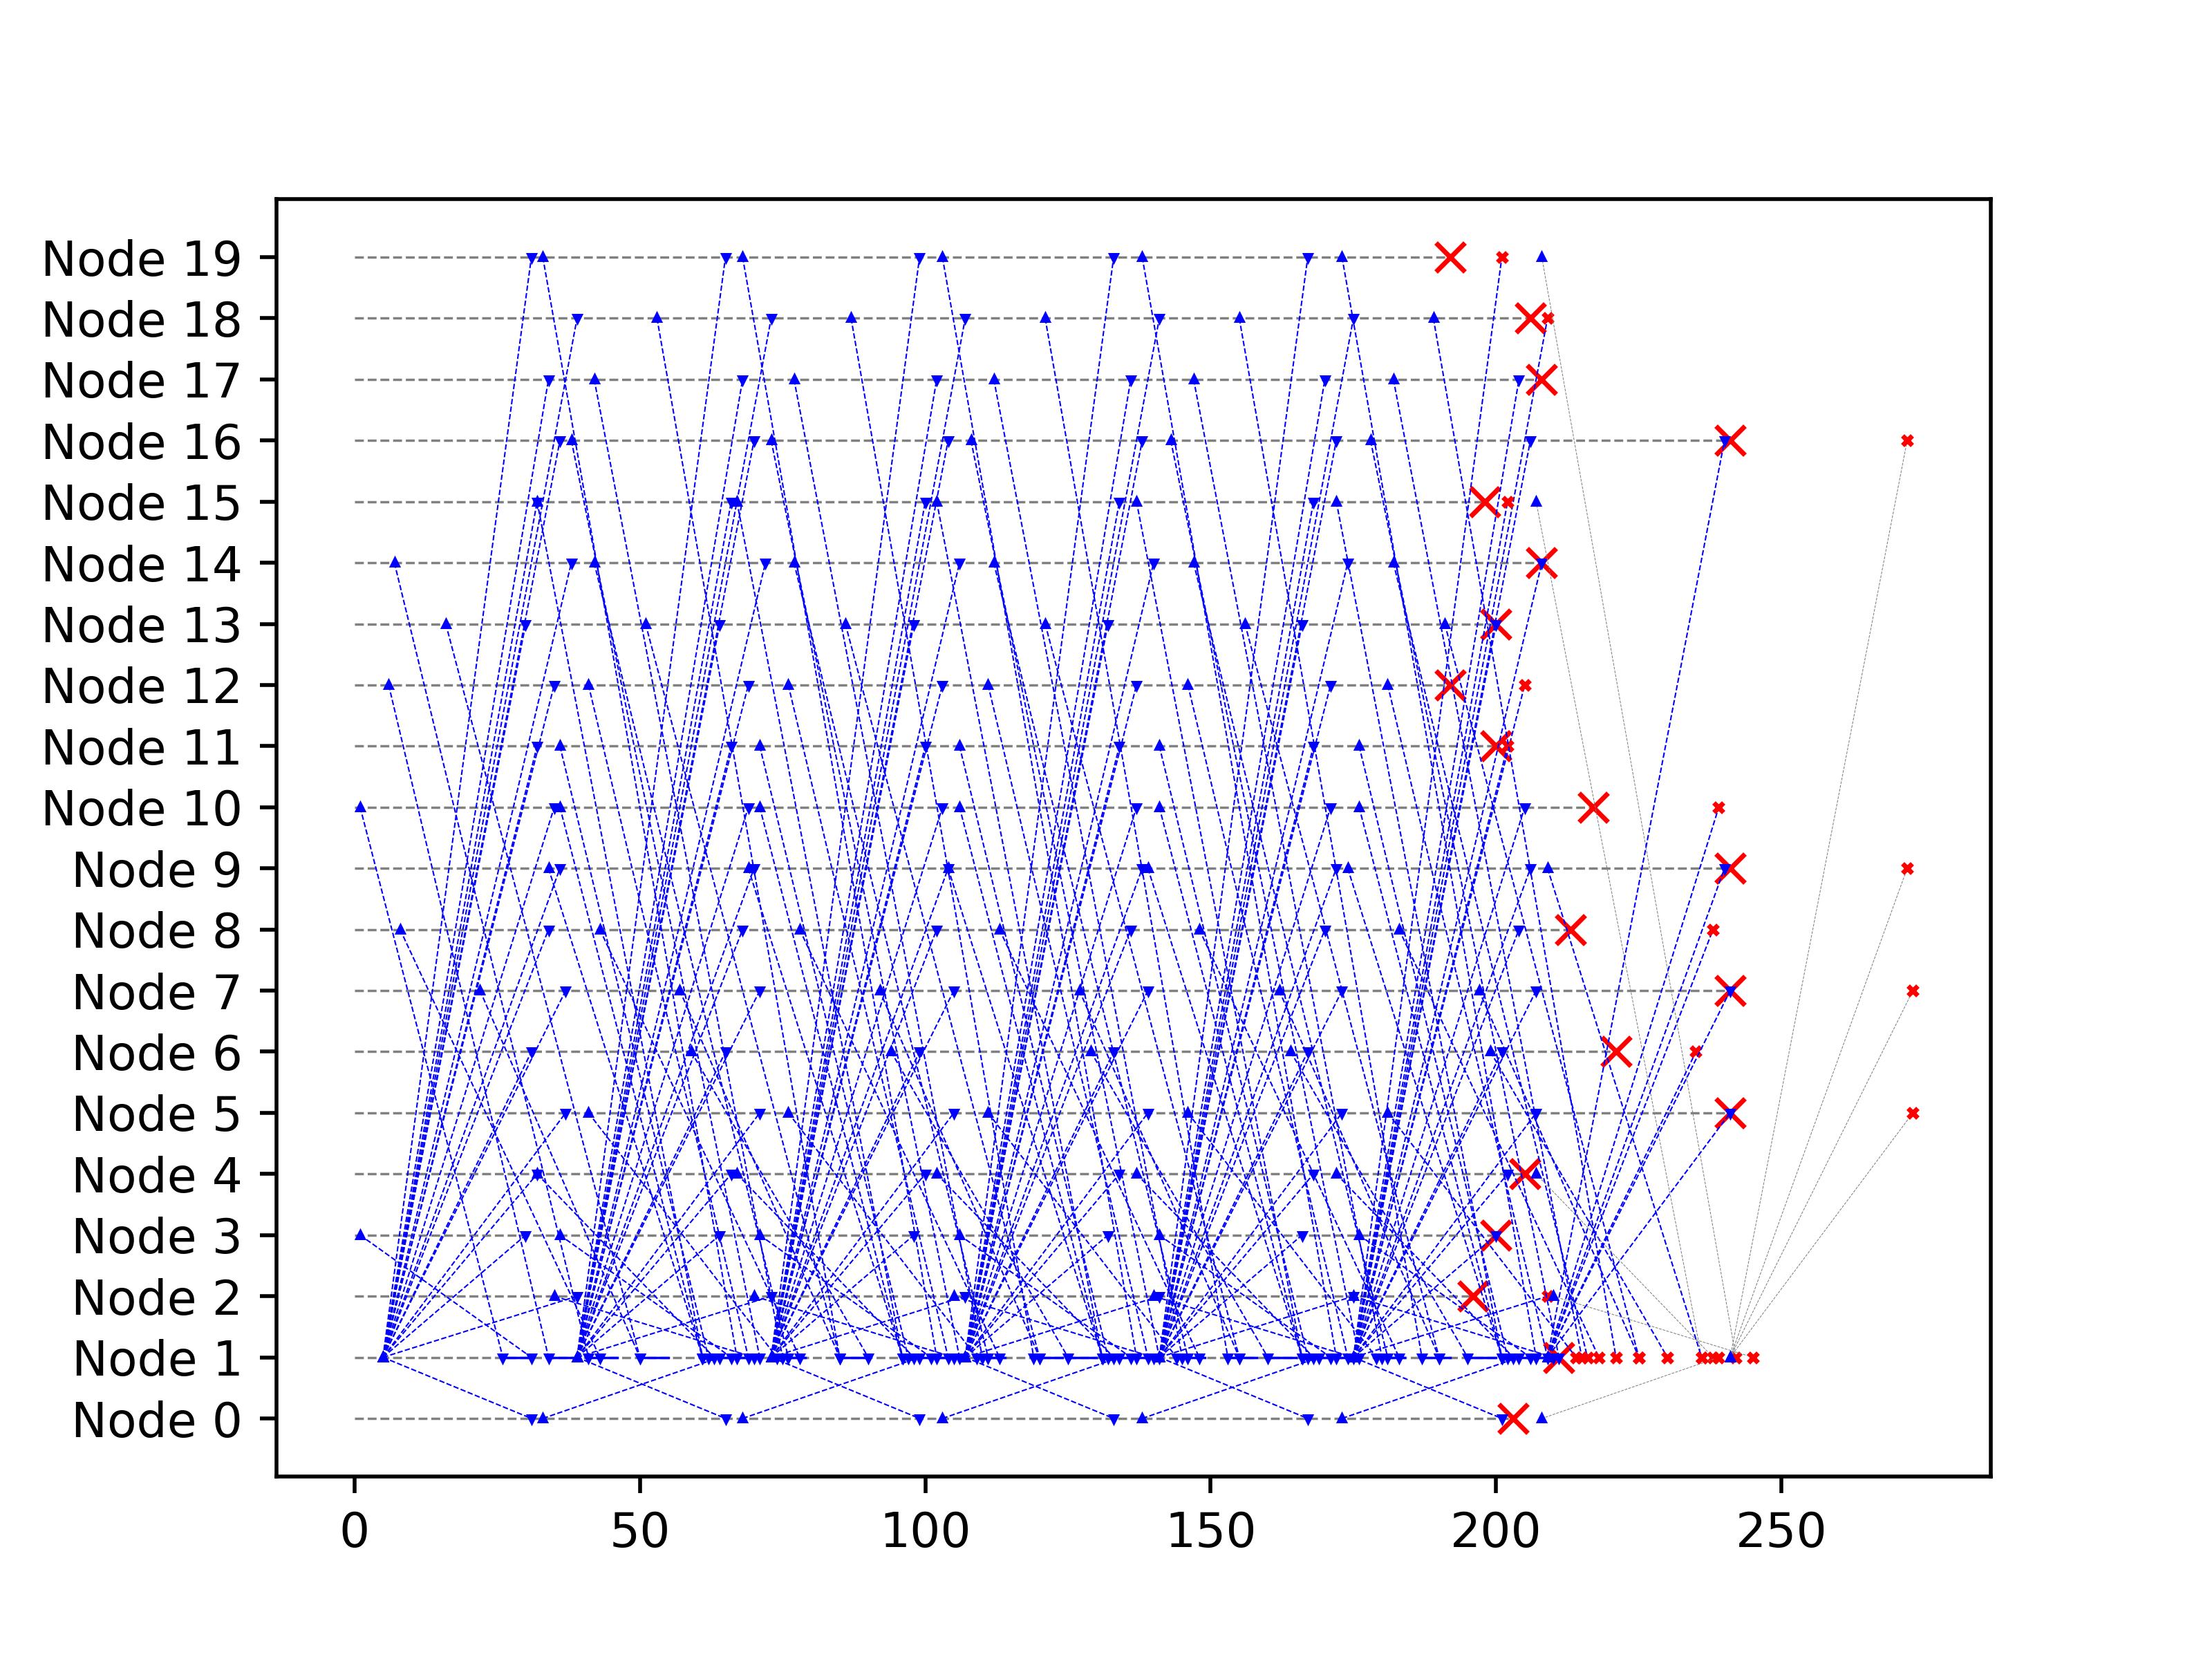 Node 19
Node 18
Node 17
Node 16
Node 15
Node 14
Node 13
Node 12
Node 11
Node 10
Node 9
Node 8
Node 7
Node 6
Node 5
Node 4
Node 3
Node 2
Node 1
Node 0
0 50 100 150 200 250